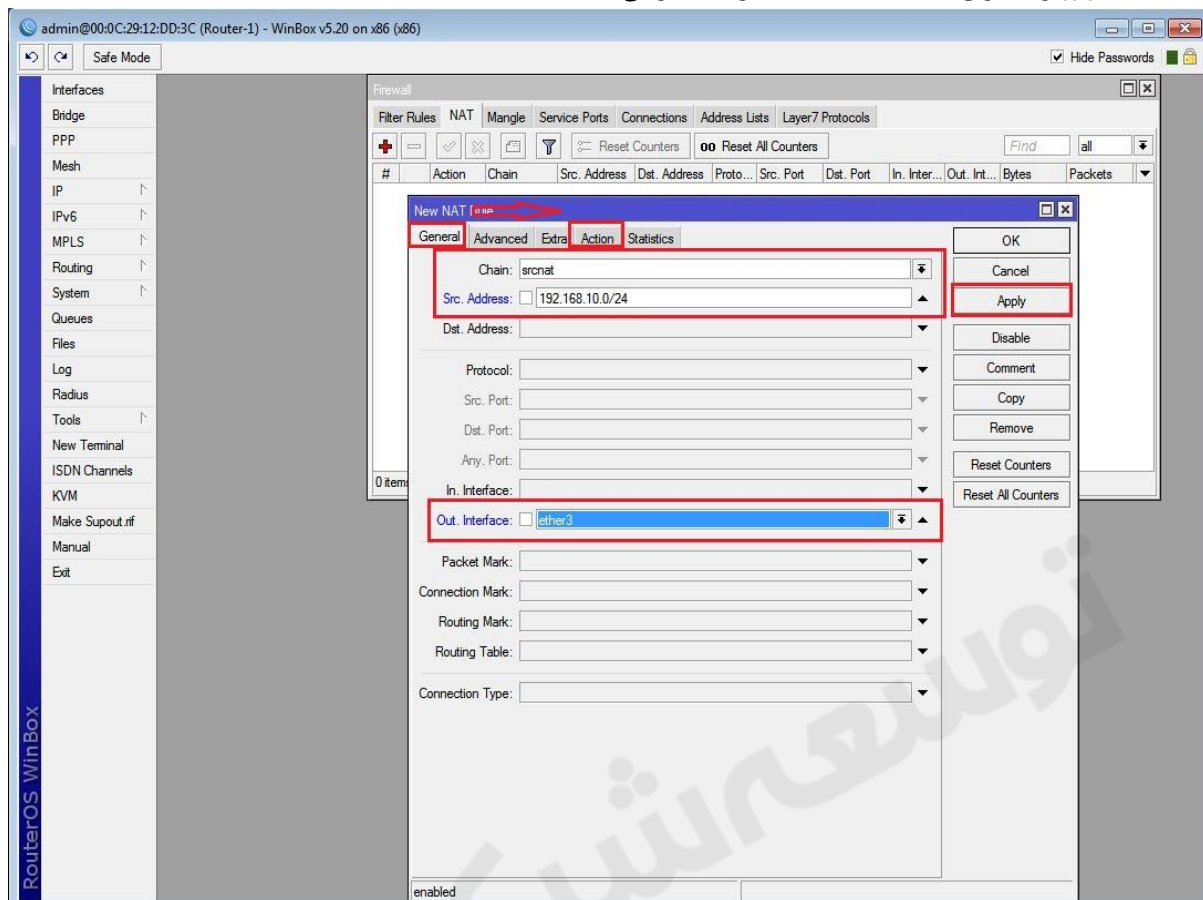 admin@00:0C:29:12:DD:3C (Router-1) - WinBox v5.20 on x86 (x86)
Safe Mode
Hide Passwords
Interfaces
Bridge
PPP
Mesh
IP
IPv6
MPLS
Routing
System
Queues
Files
Log
Radius
Tools
New Terminal
ISDN Channels
KVM
Make Supout.rif
Manual
Exit
RouterOS WinBox
Firewall
Filter Rules NAT Mangle Service Ports Connections Address Lists Layer7 Protocols
Reset Counters 00 Reset All Counters Find all
# Action Chain Src. Address Dst. Address Proto... Src. Port Dst. Port In. Inter... Out. Int... Bytes Packets
0 items
New NAT Rule
General Advanced Extra Action Statistics
Chain: srcnat
Src. Address: 192.168.10.0/24
Dst. Address:
Protocol:
Src. Port:
Dst. Port:
Any. Port:
In. Interface:
Out. Interface: ether3
Packet Mark:
Connection Mark:
Routing Mark:
Routing Table:
Connection Type:
enabled
OK
Cancel
Apply
Disable
Comment
Copy
Remove
Reset Counters
Reset All Counters
توسعه